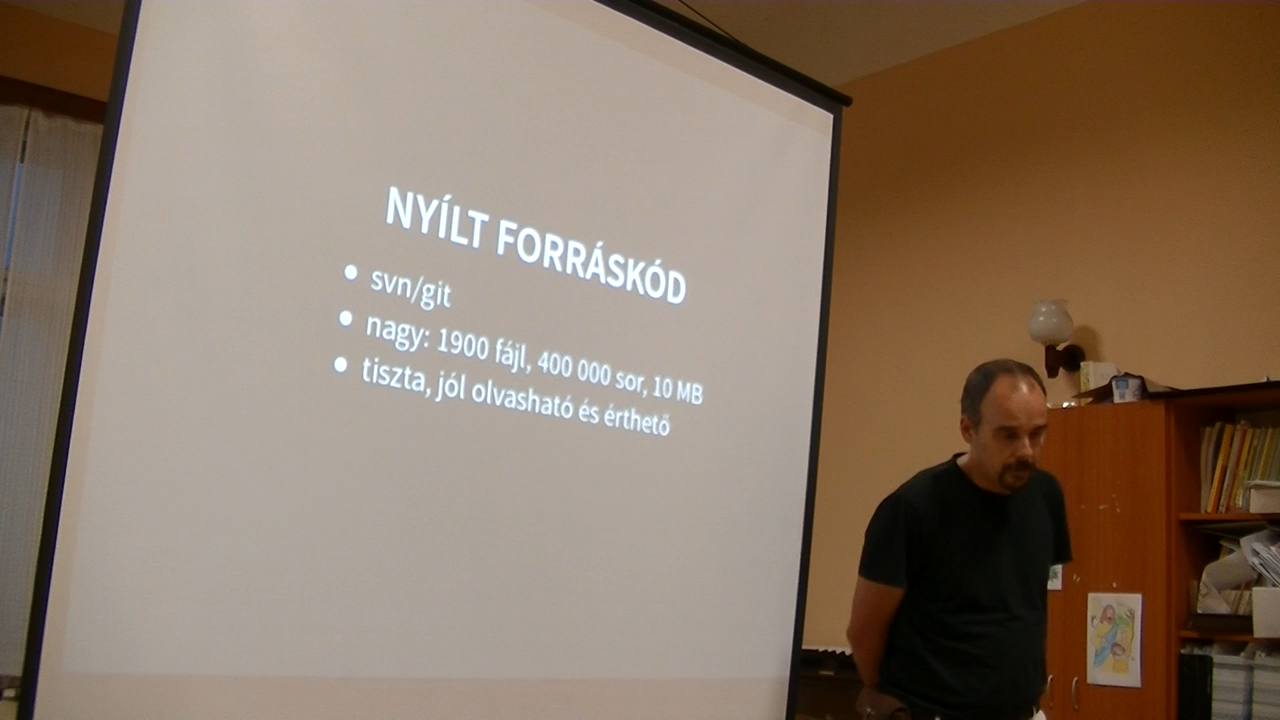 NYÍLT FORRÁSKÓD
• svn/git
• nagy: 1900 fájl, 400 000 sor, 10 MB
• tiszta, jól olvasható és érthető